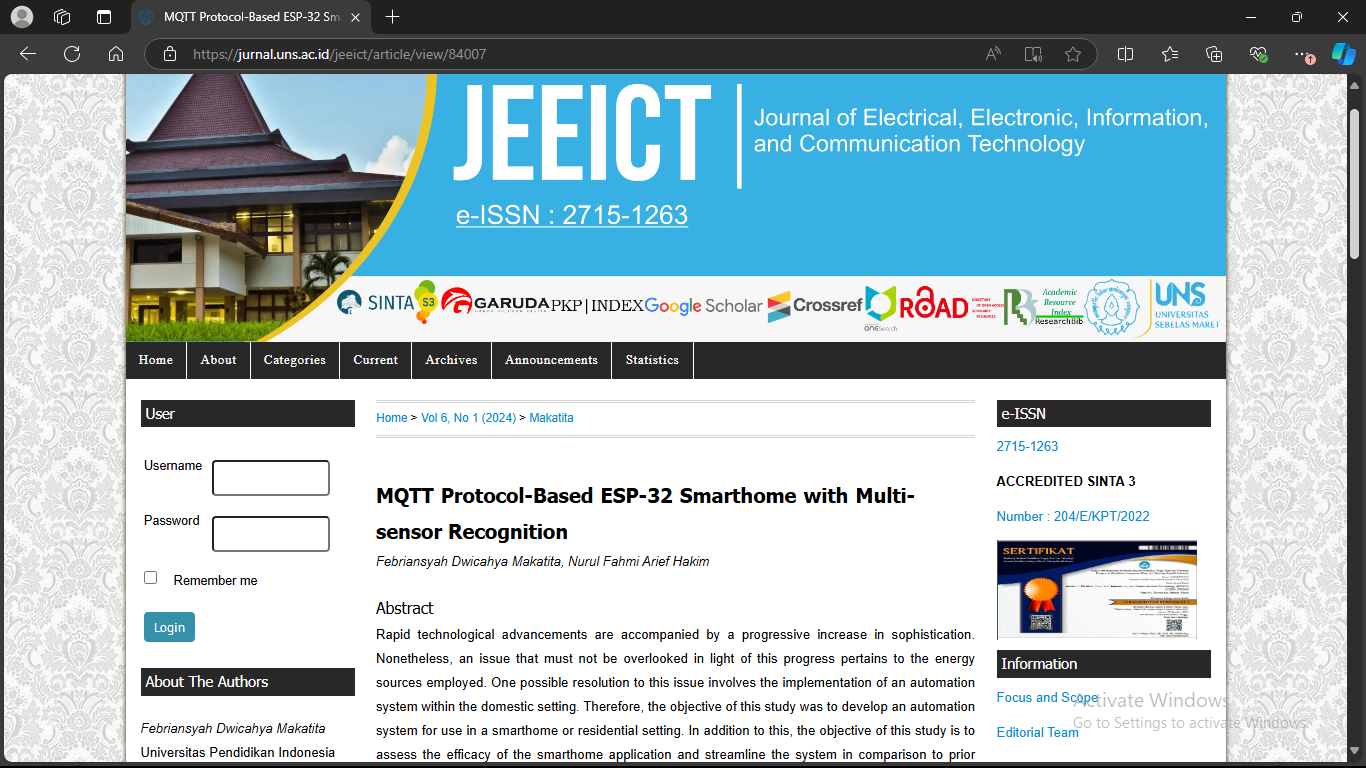 MQTT Protocol-Based ESP-32 Sm
https://jurnal.uns.ac.id/jeeict/article/view/84007
JEEICT
Journal of Electrical, Electronic, Information,
and Communication Technology
e-ISSN : 2715-1263
SINTA S3 GARUDA PKP|INDEX Google Scholar Crossref onesearch ROAD DIRECTORY OF OPEN ACCESS SCHOLARLY RESOURCES Academic Resource Index ResearchBib UNS UNIVERSITAS SEBELAS MARET
Home About Categories Current Archives Announcements Statistics
User
Username
Password
Remember me
Login
About The Authors
Febriansyah Dwicahya Makatita
Universitas Pendidikan Indonesia
Home > Vol 6, No 1 (2024) > Makatita
MQTT Protocol-Based ESP-32 Smarthome with Multi-
sensor Recognition
Febriansyah Dwicahya Makatita, Nurul Fahmi Arief Hakim
Abstract
Rapid technological advancements are accompanied by a progressive increase in sophistication.
Nonetheless, an issue that must not be overlooked in light of this progress pertains to the energy
sources employed. One possible resolution to this issue involves the implementation of an automation
system within the domestic setting. Therefore, the objective of this study was to develop an automation
system for use in a smarthome or residential setting. In addition to this, the objective of this study is to
assess the efficacy of the smarthome application and streamline the system in comparison to prior
e-ISSN
2715-1263
ACCREDITED SINTA 3
Number : 204/E/KPT/2022
SERTIFIKAT
Information
Focus and Scope
Editorial Team
Activate Windows
Go to Settings to activate Windows.